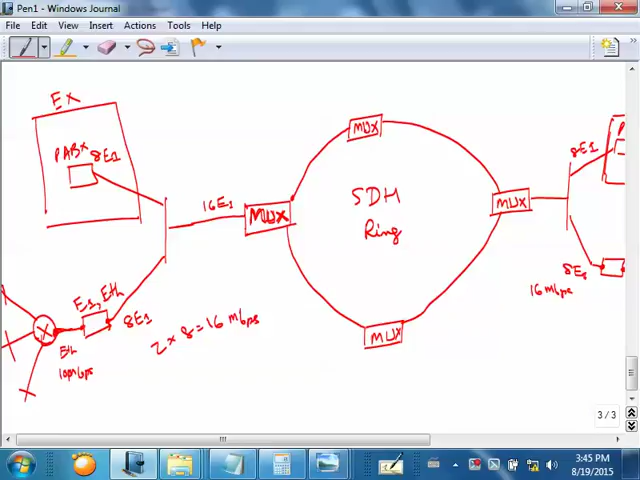 Pen1 - Windows Journal
File Edit View Insert Actions Tools Help
EX
PABX 8E1
16E1
MUX
MUX
SDH
Ring
MUX
MUX
8E1
P
8E1
16 mbps
E1, Eth
8E1
2 × 8 = 16 mbps
X
Eth
10mbps
3 / 3
3:45 PM
8/19/2015